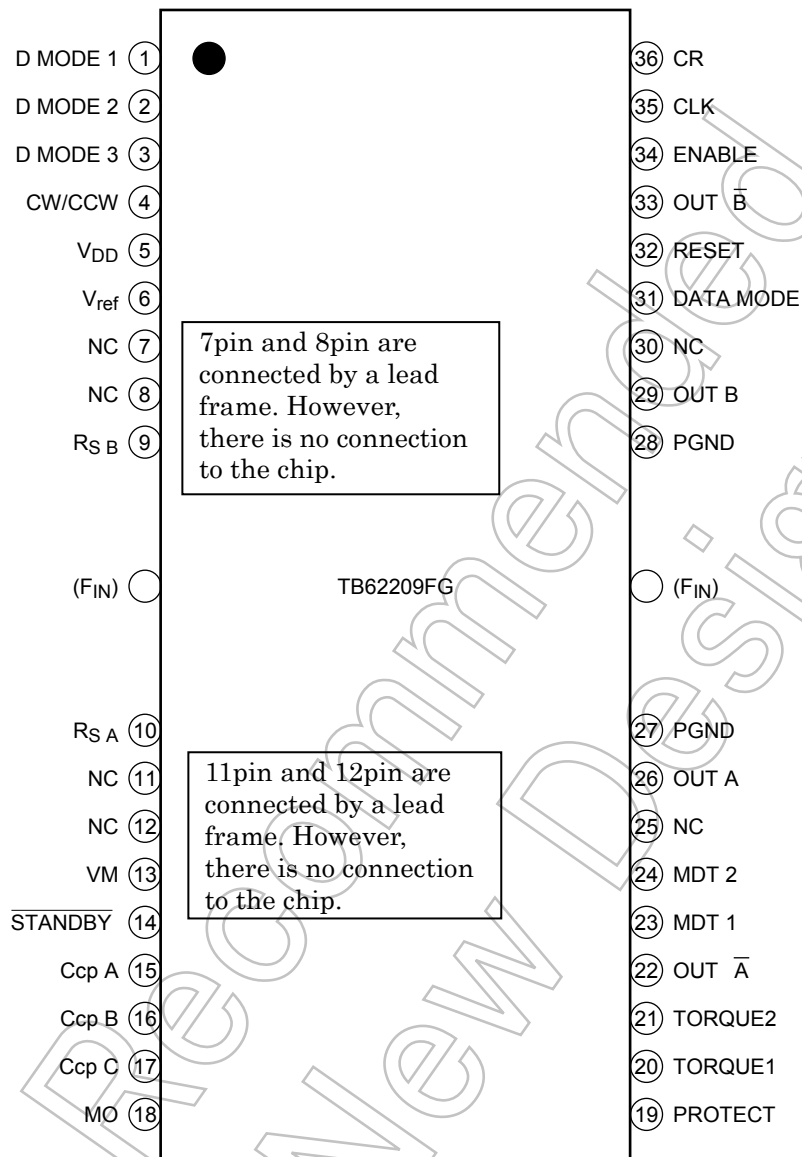 D MODE 1 1
D MODE 2 2
D MODE 3 3
CW/CCW 4
VDD 5
Vref 6
NC 7
NC 8
RS B 9
(FIN)
RS A 10
NC 11
NC 12
VM 13
STANDBY 14
Ccp A 15
Ccp B 16
Ccp C 17
MO 18
7pin and 8pin are
connected by a lead
frame. However,
there is no connection
to the chip.
TB62209FG
11pin and 12pin are
connected by a lead
frame. However,
there is no connection
to the chip.
36 CR
35 CLK
34 ENABLE
33 OUT B̅
32 RESET
31 DATA MODE
30 NC
29 OUT B
28 PGND
(FIN)
27 PGND
26 OUT A
25 NC
24 MDT 2
23 MDT 1
22 OUT A̅
21 TORQUE2
20 TORQUE1
19 PROTECT
Recommended
New Desig